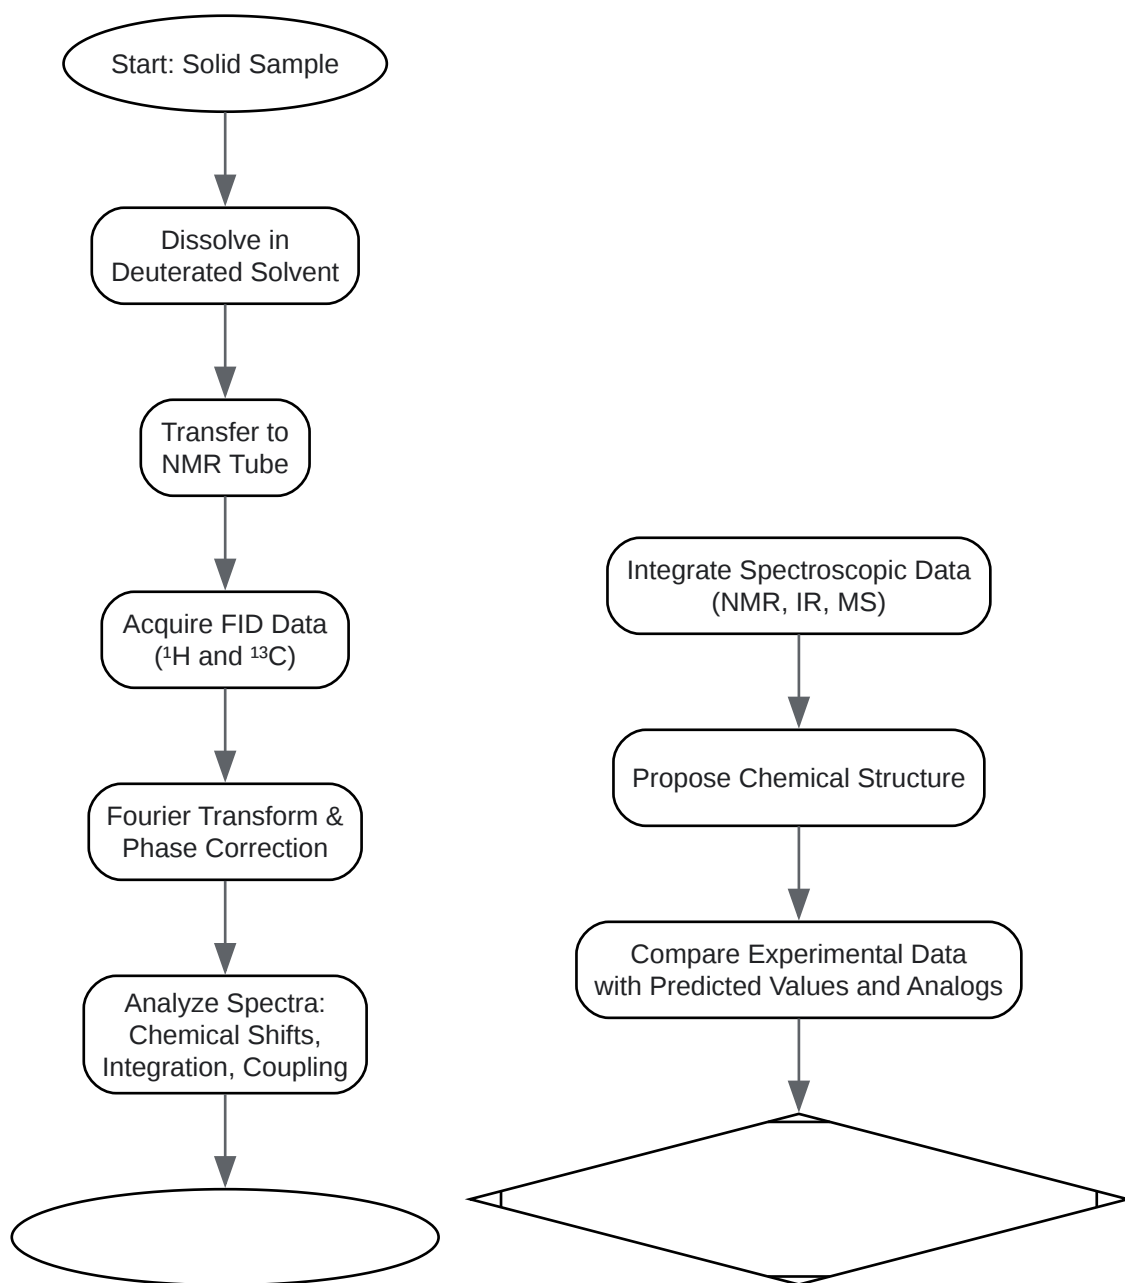 Start: Solid Sample
Dissolve in
Deuterated Solvent
Transfer to
NMR Tube
Acquire FID Data
(¹H and ¹³C)
Fourier Transform &
Phase Correction
Analyze Spectra:
Chemical Shifts,
Integration, Coupling
Integrate Spectroscopic Data
(NMR, IR, MS)
Propose Chemical Structure
Compare Experimental Data
with Predicted Values and Analogs